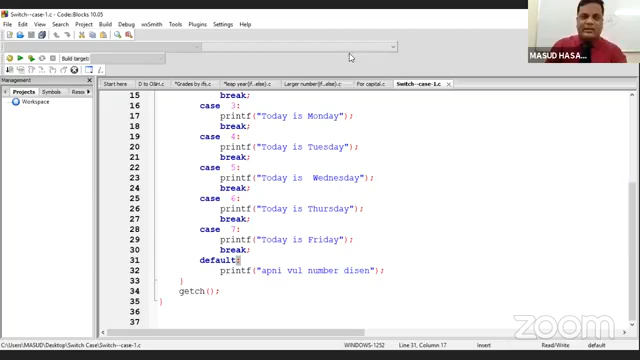 Switch--case-1.c - Code::Blocks 10.05
File Edit View Search Project Build Debug wxSmith Tools Plugins Settings Help
Build target:
MASUD HASA...
Management
Projects Symbols Resou
Workspace
Start here
*Grades by ifs.c
*leap year(if...else).c
Larger number(if...else).c
For capital.c
Switch--case-1.c
15 break;
16 case 3:
17 printf("Today is Monday");
18 break;
19 case 4:
20 printf("Today is Tuesday");
21 break;
22 case 5:
23 printf("Today is  Wednesday");
24 break;
25 case 6:
26 printf("Today is Thursday");
27 break;
28 case 7:
29 printf("Today is Friday");
30 break;
31 default:
32 printf("apni vul number disen");
33 }
34 getch();
35 }
36
37
zoom
C:\Users\MASUD\Desktop\Switch Case\Switch--case-1.c WINDOWS-1252 Line 31, Column 17 Insert Read/Write default